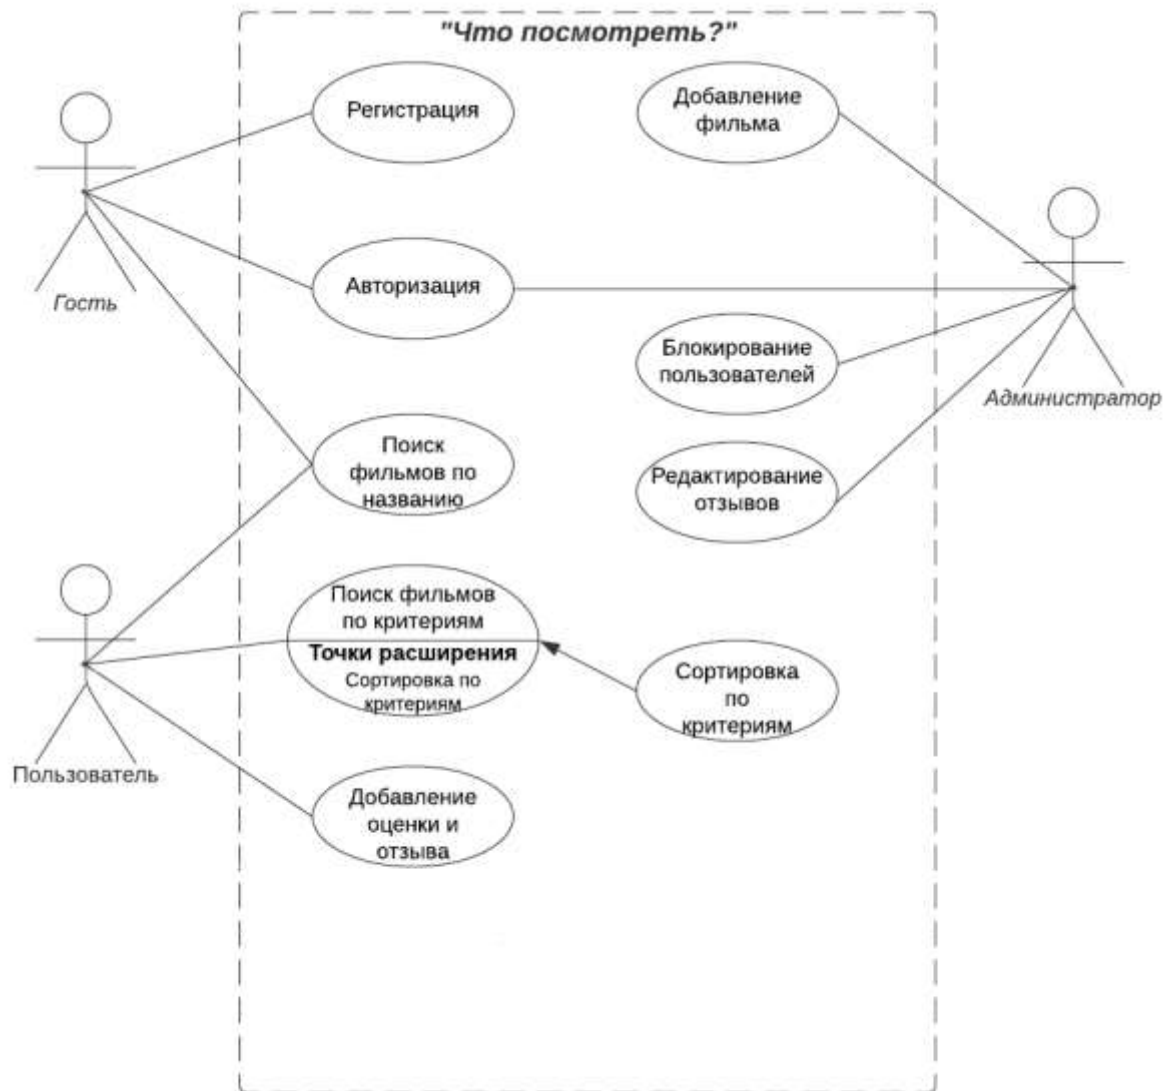 "Что посмотреть?"
Регистрация
Добавление
фильма
Гость
Авторизация
Блокирование
пользователей
Администратор
Поиск
фильмов по
названию
Редактирование
отзывов
Поиск фильмов
по критериям
Точки расширения
Сортировка по
критериям
Сортировка
по
критериям
Пользователь
Добавление
оценки и
отзыва